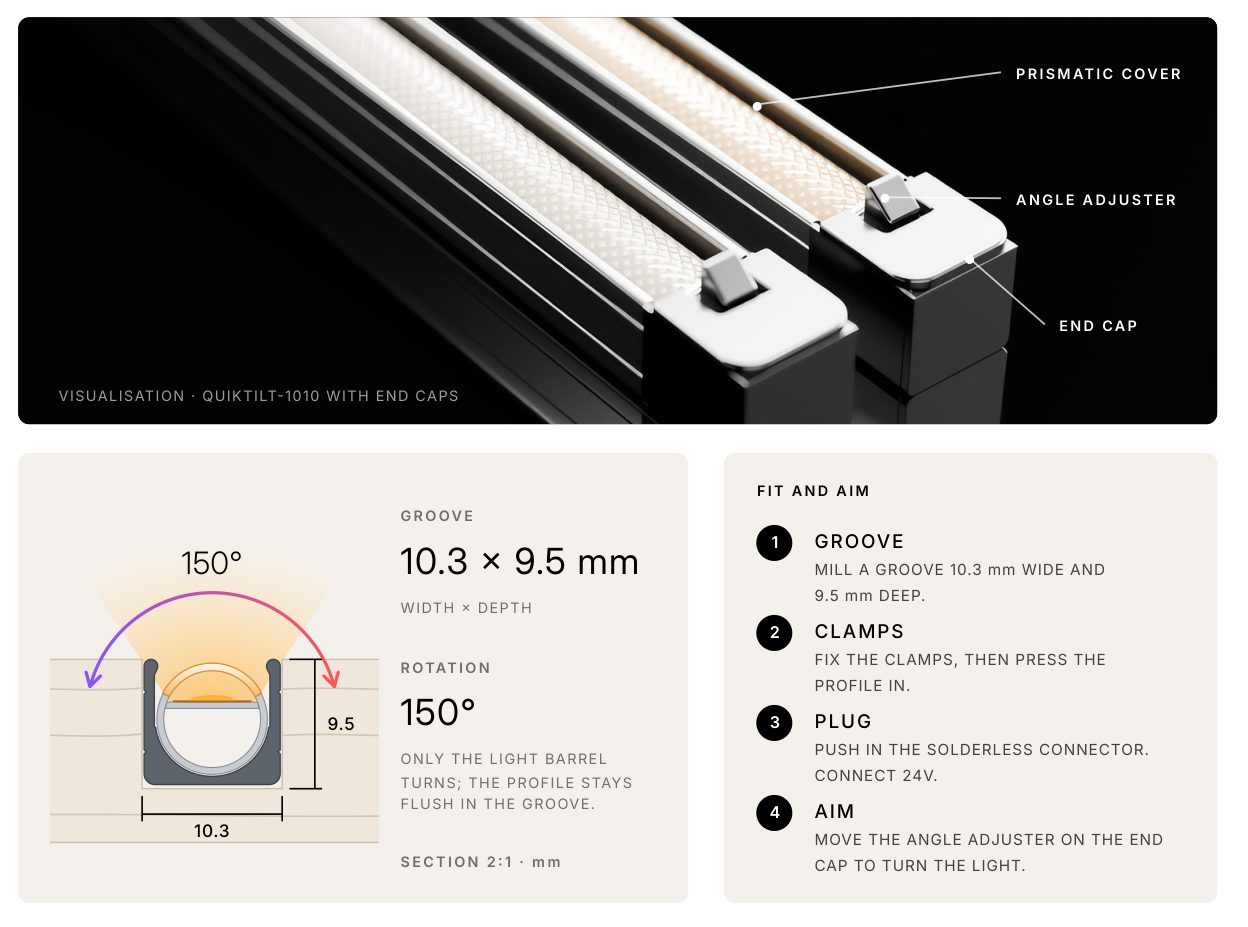 PRISMATIC COVER
ANGLE ADJUSTER
END CAP
VISUALISATION · QUIKTILT-1010 WITH END CAPS
150°
9.5
10.3
GROOVE
10.3 × 9.5 mm
WIDTH × DEPTH
ROTATION
150°
ONLY THE LIGHT BARREL
TURNS; THE PROFILE STAYS
FLUSH IN THE GROOVE.
SECTION 2:1 · mm
FIT AND AIM
1 GROOVE
MILL A GROOVE 10.3 mm WIDE AND
9.5 mm DEEP.
2 CLAMPS
FIX THE CLAMPS, THEN PRESS THE
PROFILE IN.
3 PLUG
PUSH IN THE SOLDERLESS CONNECTOR.
CONNECT 24V.
4 AIM
MOVE THE ANGLE ADJUSTER ON THE END
CAP TO TURN THE LIGHT.